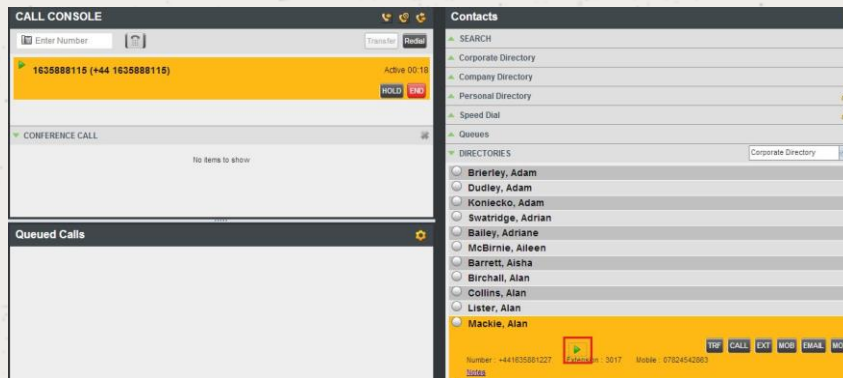 CALL CONSOLE
Enter Number
Transfer Redial
1635888115 (+44 1635888115)
Active 00:18
HOLD END
CONFERENCE CALL
No items to show
Queued Calls
Contacts
SEARCH
Corporate Directory
Company Directory
Personal Directory
Speed Dial
Queues
DIRECTORIES
Corporate Directory
Brierley, Adam
Dudley, Adam
Koniecko, Adam
Swatridge, Adrian
Bailey, Adriane
McBirnie, Aileen
Barrett, Aisha
Birchall, Alan
Collins, Alan
Lister, Alan
Mackie, Alan
TRF CALL EXT MOB EMAIL MO
Number : +441635881227 Extension : 3017 Mobile : 07824542863
Notes